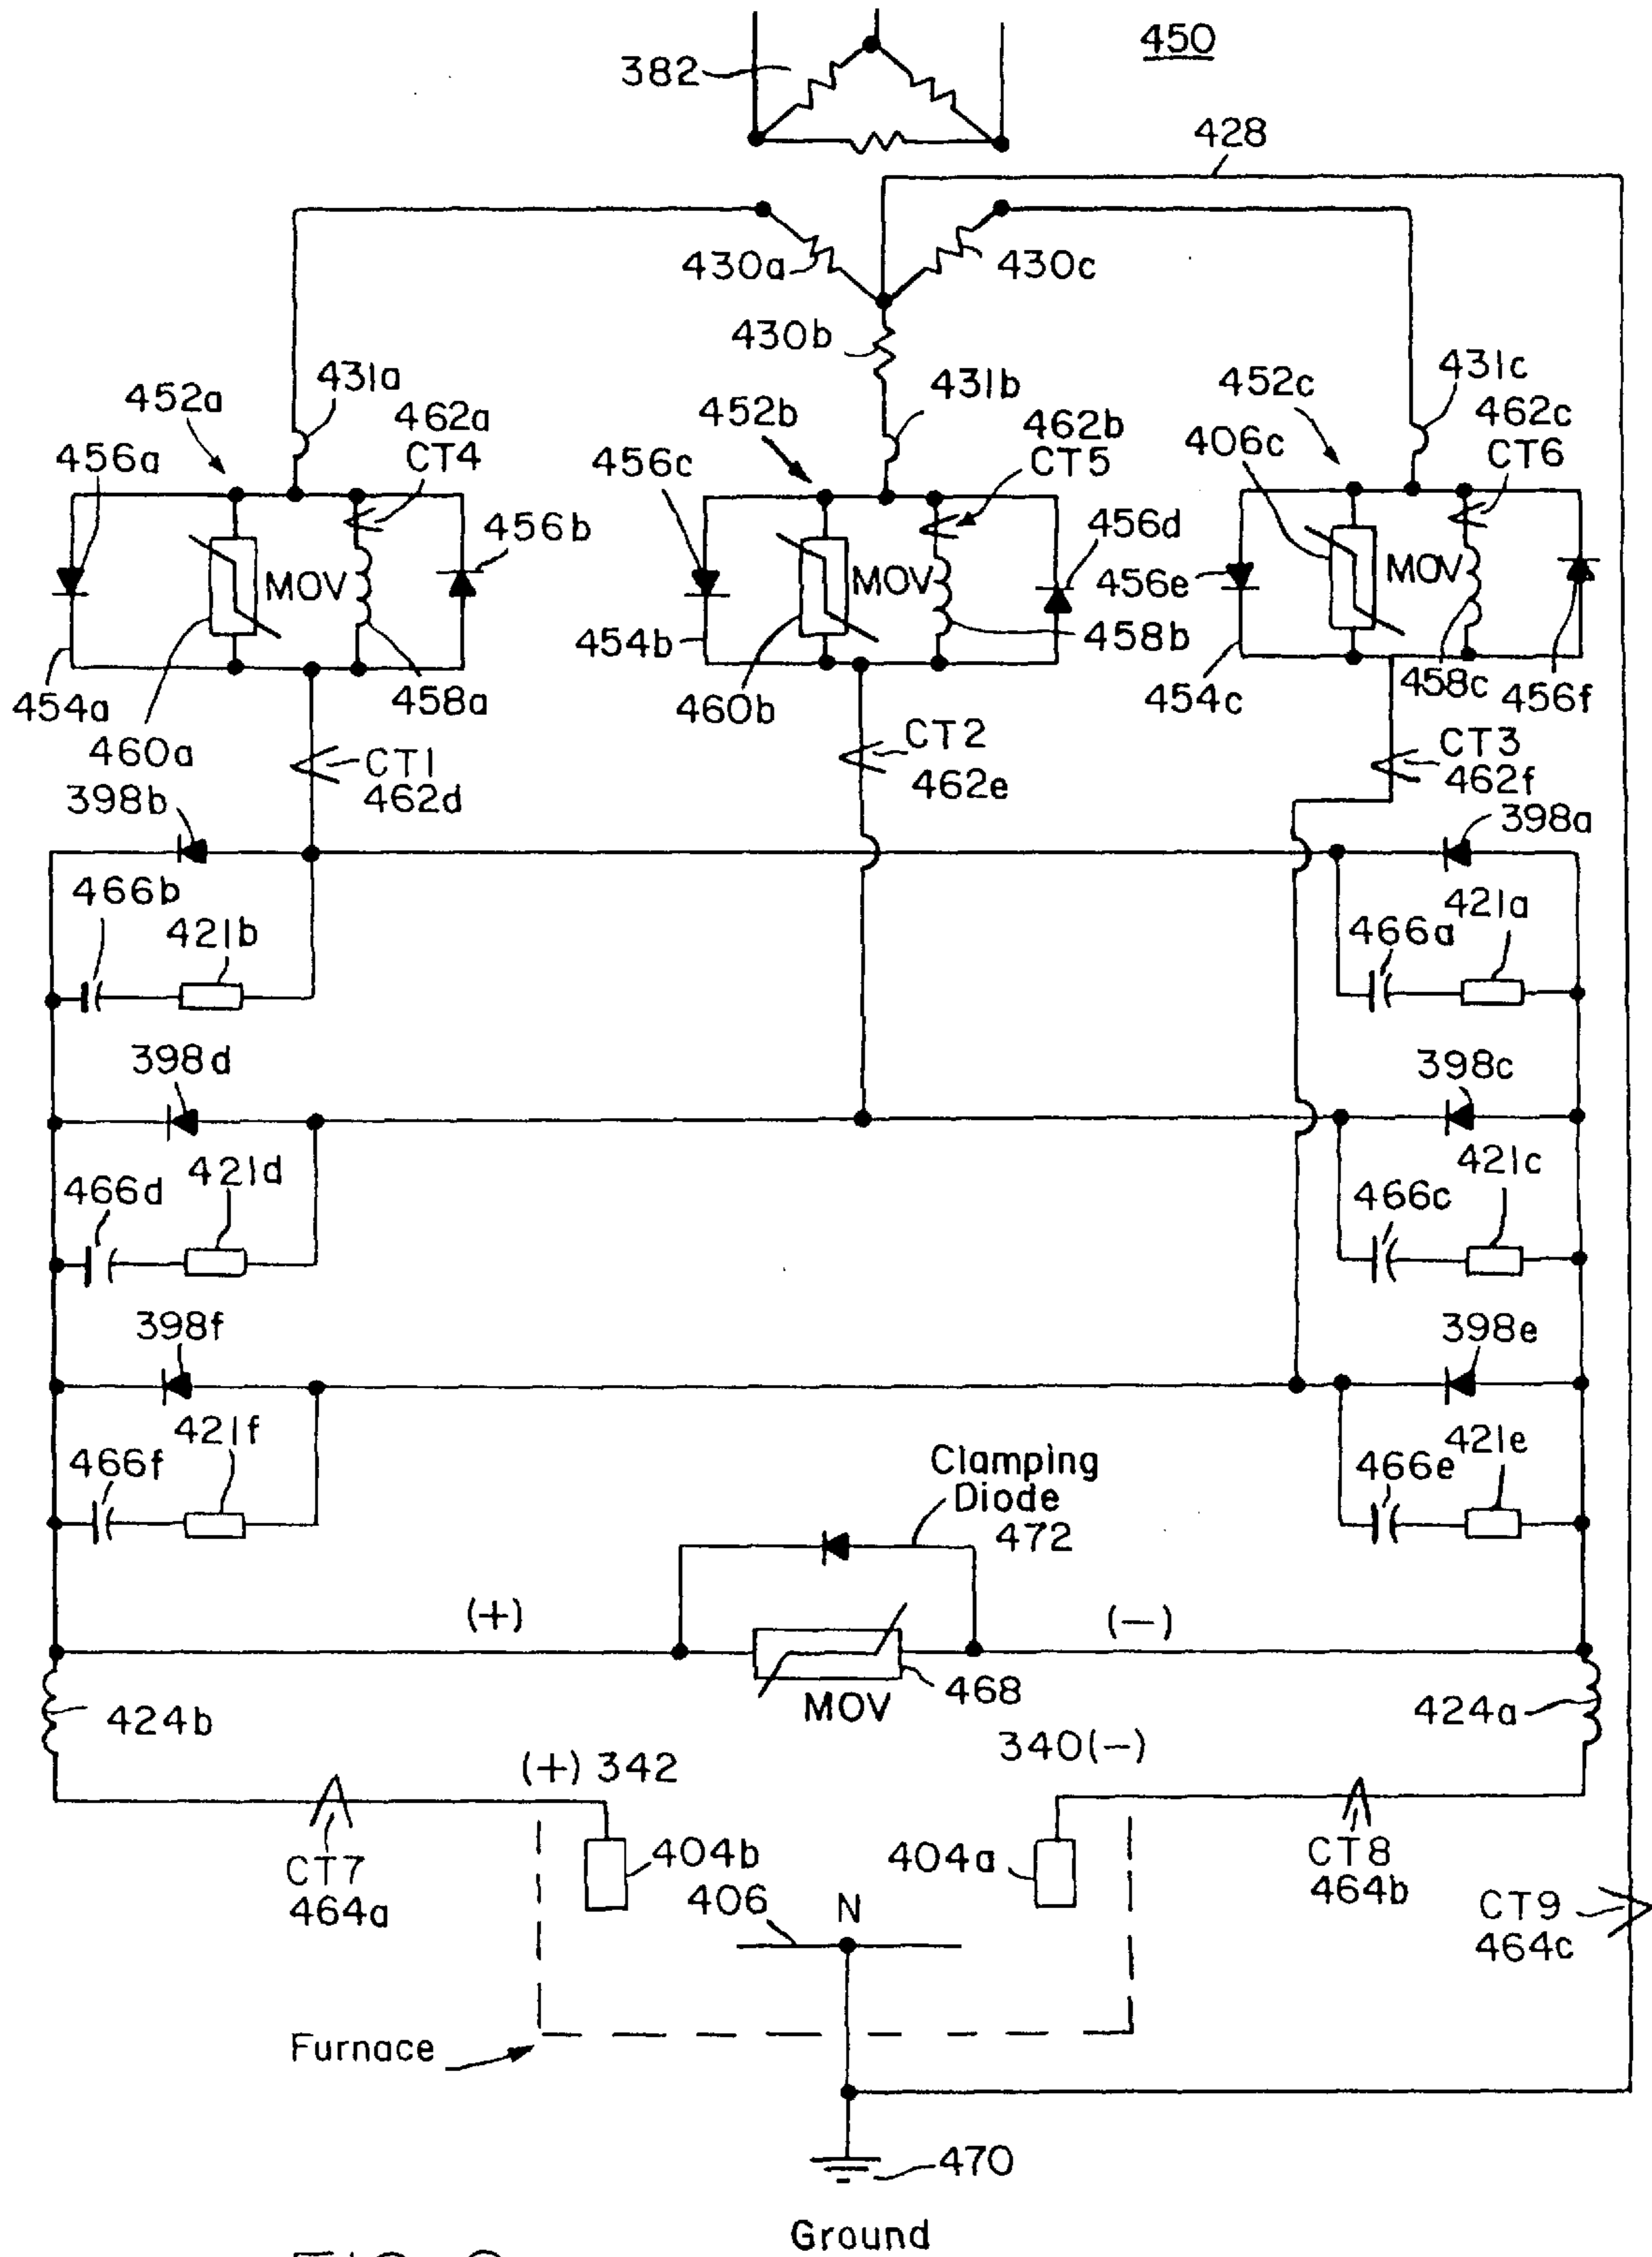 450
382
428
430a
430c
430b
431a
431b
431c
452a
462a
CT4
452b
462b
CT5
452c
462c
CT6
406c
456a
456b
456c
456d
456e
MOV
MOV
MOV
454a
458a
460a
454b
458b
460b
454c
458c
456f
CT1
462d
CT2
462e
CT3
462f
398b
398a
466b
421b
466a
421a
398d
398c
466d
421d
466c
421c
398f
398e
466f
421f
466e
421e
Clamping
Diode
472
(+)
(−)
468
MOV
424b
424a
(+) 342
340(−)
CT7
464a
404b
404a
406
N
CT8
464b
CT9
464c
Furnace
470
Ground